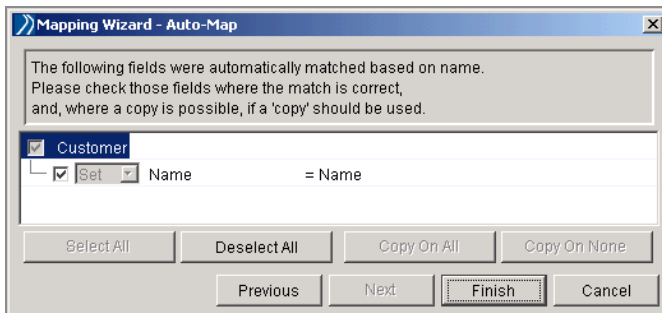 Mapping Wizard - Auto-Map
The following fields were automatically matched based on name.
Please check those fields where the match is correct,
and, where a copy is possible, if a 'copy' should be used.
Customer
Set Name = Name
Select All Deselect All Copy On All Copy On None
Previous Next Finish Cancel